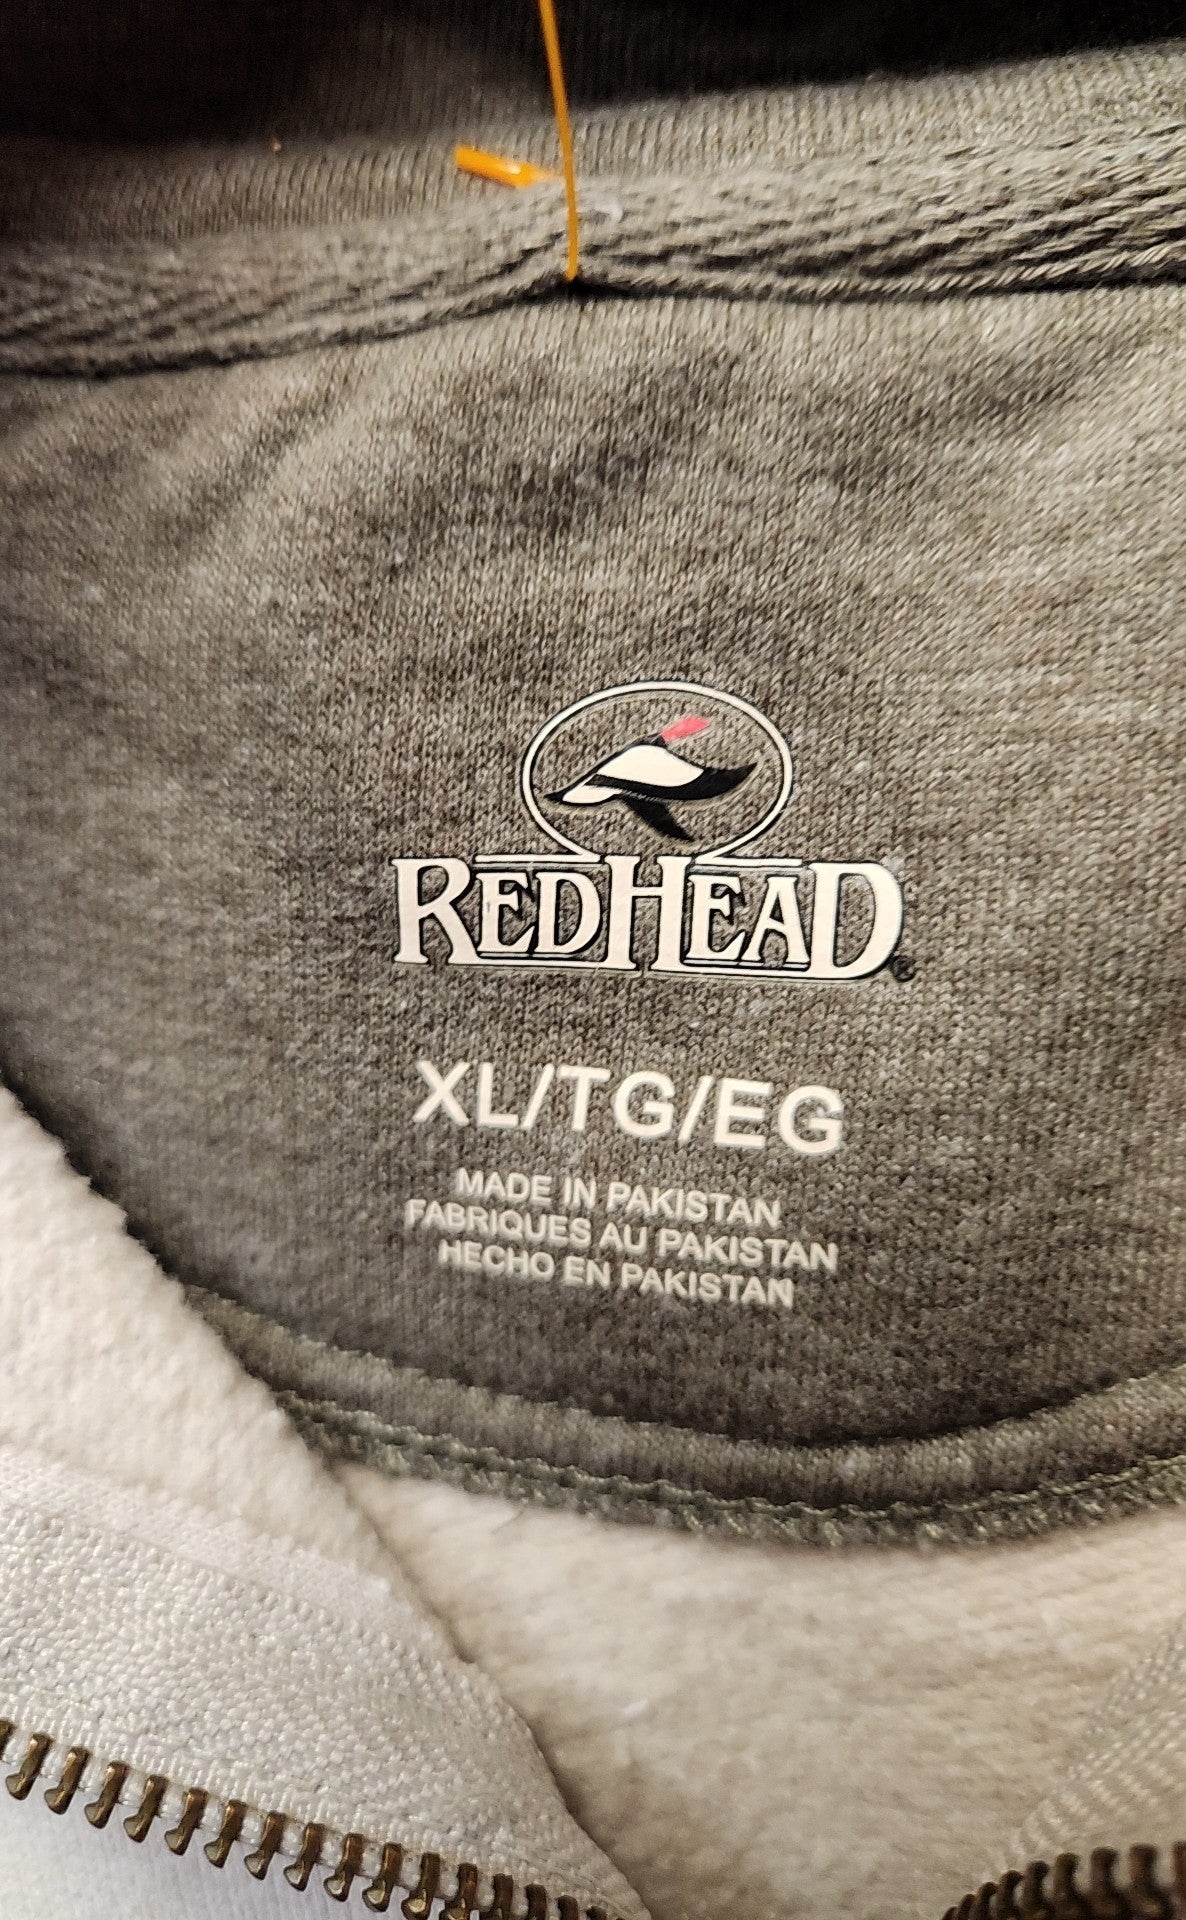 REDHEAD®
XL/TG/EG
MADE IN PAKISTAN
FABRIQUES AU PAKISTAN
HECHO EN PAKISTAN